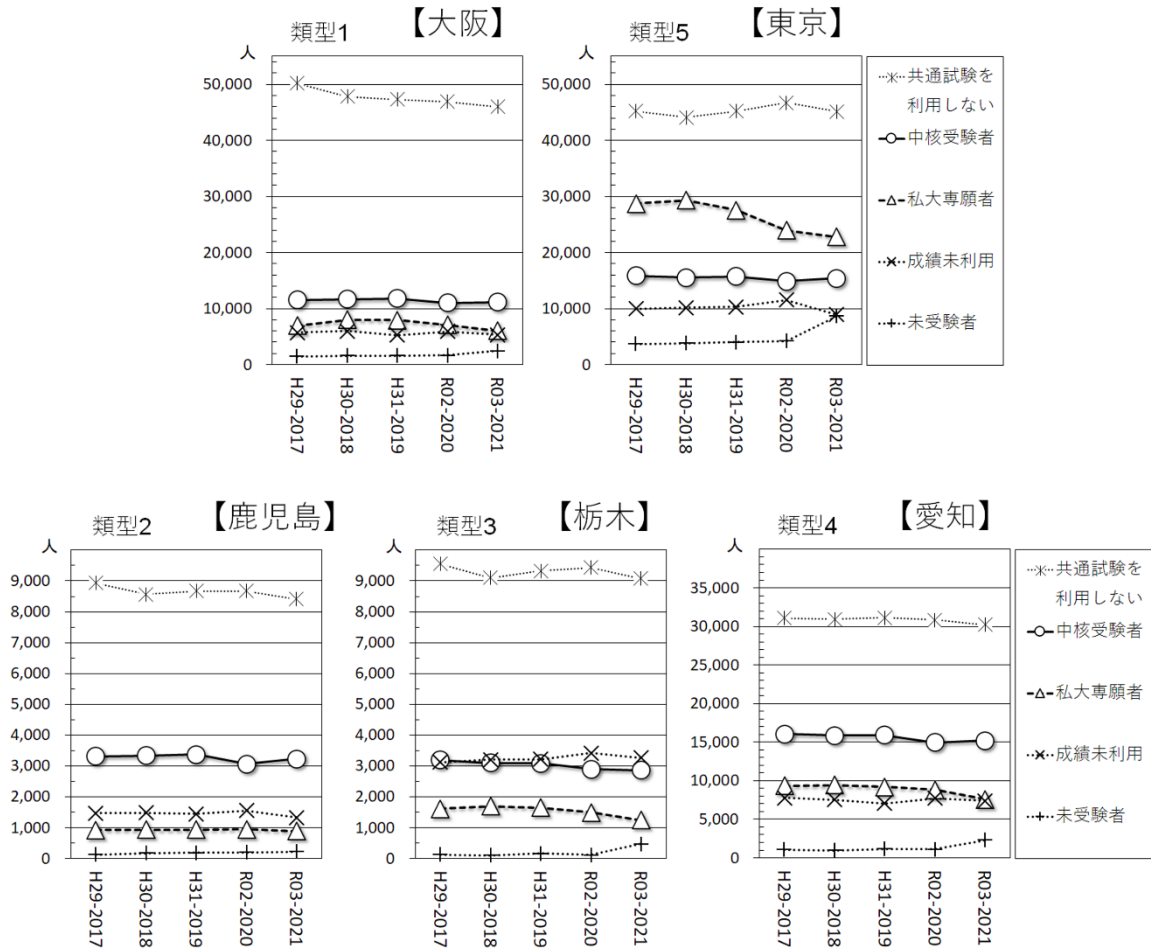 類型1 【大阪】
人
50,000
40,000
30,000
20,000
10,000
0
H29-2017
H30-2018
H31-2019
R02-2020
R03-2021
類型5 【東京】
人
50,000
40,000
30,000
20,000
10,000
0
H29-2017
H30-2018
H31-2019
R02-2020
R03-2021
共通試験を
利用しない
中核受験者
私大専願者
成績未利用
未受験者
類型2 【鹿児島】
人
9,000
8,000
7,000
6,000
5,000
4,000
3,000
2,000
1,000
0
H29-2017
H30-2018
H31-2019
R02-2020
R03-2021
類型3 【栃木】
人
9,000
8,000
7,000
6,000
5,000
4,000
3,000
2,000
1,000
0
H29-2017
H30-2018
H31-2019
R02-2020
R03-2021
類型4 【愛知】
人
35,000
30,000
25,000
20,000
15,000
10,000
5,000
0
H29-2017
H30-2018
H31-2019
R02-2020
R03-2021
共通試験を
利用しない
中核受験者
私大専願者
成績未利用
未受験者